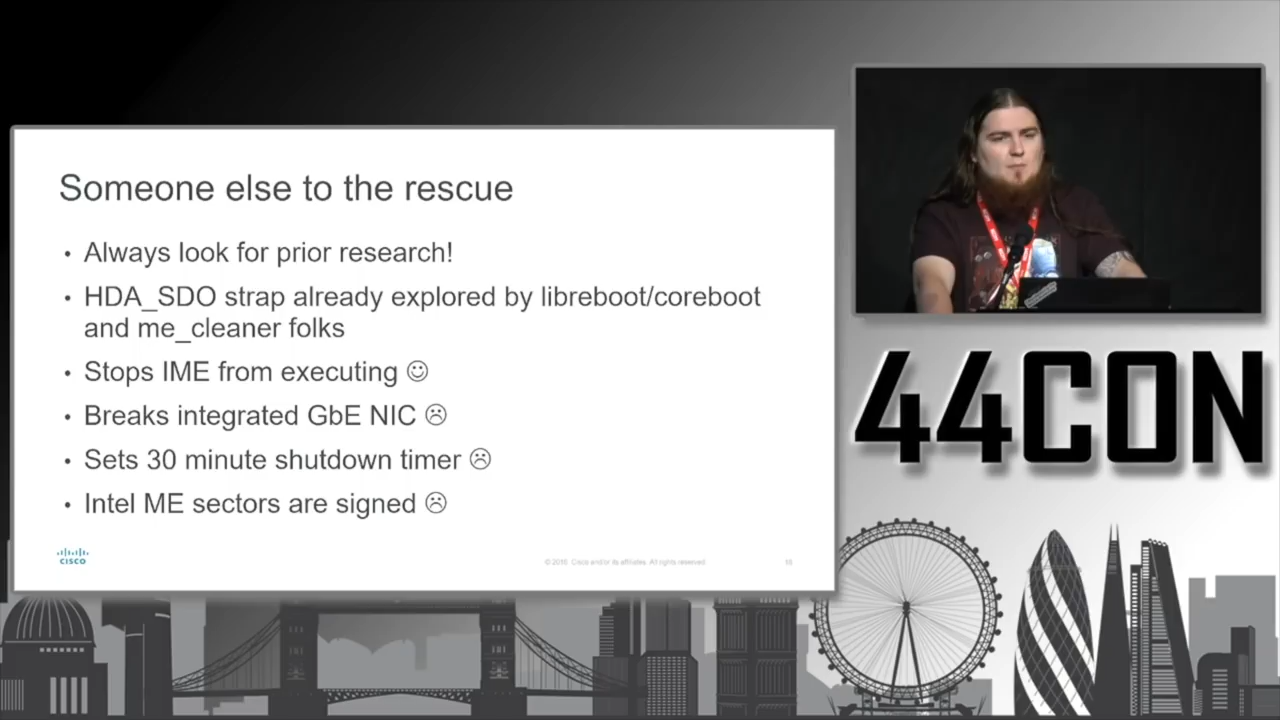 Someone else to the rescue
• Always look for prior research!
• HDA_SDO strap already explored by libreboot/coreboot
and me_cleaner folks
• Stops IME from executing ☺
• Breaks integrated GbE NIC ☹
• Sets 30 minute shutdown timer ☹
• Intel ME sectors are signed ☹
CISCO
44CON